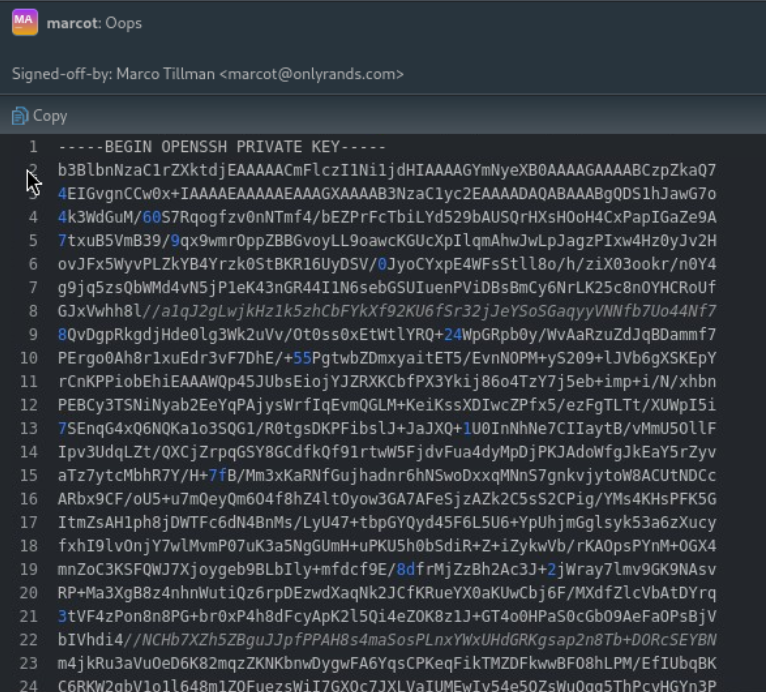 MA marcot: Oops
Signed-off-by: Marco Tillman <marcot@onlyrands.com>
Copy
1 -----BEGIN OPENSSH PRIVATE KEY-----
2 b3BlbnNzaC1rZXktdjEAAAAACmFlczI1Ni1jdHIAAAAGYmNyeXB0AAAAGAAAABCzpZkaQ7
3 4EIGvgnCCw0x+IAAAAEAAAAAEAAAGXAAAAB3NzaC1yc2EAAAADAQABAAABgQDS1hJawG7o
4 4k3WdGuM/60S7Rqogfzv0nNTmf4/bEZPrFcTbiLYd529bAUSQrHXsHOoH4CxPapIGaZe9A
5 7txuB5VmB39/9qx9wmrOppZBBGvoyLL9oawcKGUcXpIlqmAhwJwLpJagzPIxw4Hz0yJv2H
6 ovJFx5WyvPLZkYB4Yrzk0StBKR16UyDSV/0JyoCYxpE4WFsStll8o/h/ziX03ookr/n0Y4
7 g9jq5zsQbWMd4vN5jP1eK43nGR44I1N6sebGSUIuenPViDBsBmCy6NrLK25c8nOYHCRoUf
8 GJxVwhh8l//a1qJ2gLwjkHz1k5zhCbFYkXf92KU6fSr32jJeYSoSGaqyyVNNfb7Uo44Nf7
9 8QvDgpRkgdjHde0lg3Wk2uVv/Ot0ss0xEtWtlYRQ+24WpGRpb0y/WvAaRzuZdJqBDammf7
10 PErgo0Ah8r1xuEdr3vF7DhE/+55PgtwbZDmxyaitET5/EvnNOPM+yS209+lJVb6gXSKEpY
11 rCnKPPiobEhiEAAAWQp45JUbsEiojYJZRXKCbfPX3Ykij86o4TzY7j5eb+imp+i/N/xhbn
12 PEBCy3TSNiNyab2EeYqPAjysWrfIqEvmQGLM+KeiKssXDIwcZPfx5/ezFgTLTt/XUWpI5i
13 7SEnqG4xQ6NQKa1o3SQG1/R0tgsDKPFibslJ+JaJXQ+1U0InNhNe7CIIaytB/vMmU5OllF
14 Ipv3UdqLZt/QXCjZrpqGSY8GCdfkQf91rtwW5FjdvFua4dyMpDjPKJAdoWfgJkEaY5rZyv
15 aTz7ytcMbhR7Y/H+7fB/Mm3xKaRNfGujhadnr6hNSwoDxxqMNnS7gnkvjytoW8ACUtNDCc
16 ARbx9CF/oU5+u7mQeyQm6O4f8hZ4ltOyow3GA7AFeSjzAZk2C5sS2CPig/YMs4KHsPFK5G
17 ItmZsAH1ph8jDWTFc6dN4BnMs/LyU47+tbpGYQyd45F6L5U6+YpUhjmGglsyk53a6zXucy
18 fxhI9lvOnjY7wlMvmP07uK3a5NgGUmH+uPKU5h0bSdiR+Z+iZykwVb/rKAOpsPYnM+OGX4
19 mnZoC3KSFQWJ7Xjoygeb9BLbIly+mfdcf9E/8dfrMjZzBh2Ac3J+2jWray7lmv9GK9NAsv
20 RP+Ma3XgB8z4nhnWutiQz6rpDEzwdXaqNk2JCfKRueYX0aKUwCbj6F/MXdfZlcVbAtDYrq
21 3tVF4zPon8n8PG+br0xP4h8dFcyApK2l5Qi4eZOK8z1J+GT4o0HPaS0cGbO9AeFaOPsBjV
22 bIVhdi4//NCHb7XZh5ZBguJJpfPPAH8s4maSosPLnxYWxUHdGRKgsap2n8Tb+DORcSEYBN
23 m4jkRu3aVuOeD6K82mqzZKNKbnwDygwFA6YqsCPKeqFikTMZDFkwwBFO8hLPM/EfIUbqBK
24